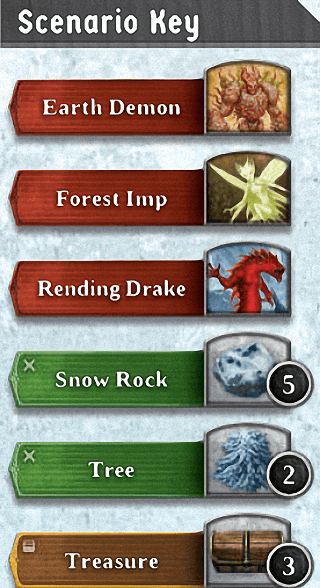 Scenario Key
Earth Demon
Forest Imp
Rending Drake
Snow Rock
5
Tree
2
Treasure
3